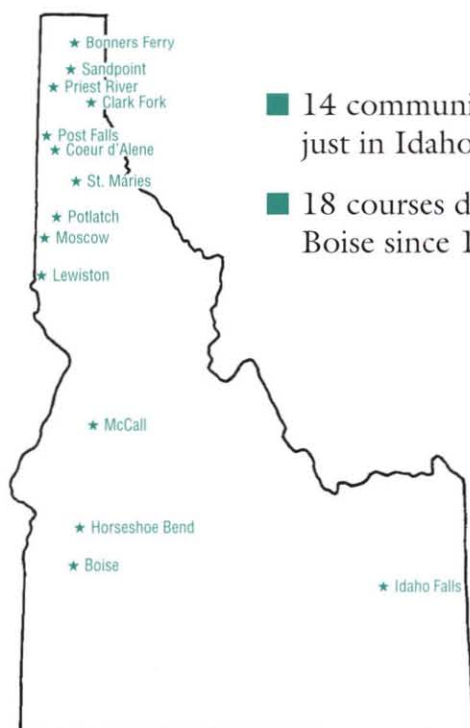 Bonners Ferry
Sandpoint
Priest River
Clark Fork
Post Falls
Coeur d'Alene
St. Maries
Potlatch
Moscow
Lewiston
McCall
Horseshoe Bend
Boise
Idaho Falls
■ 14 communi
just in Idaho
■ 18 courses d
Boise since 1